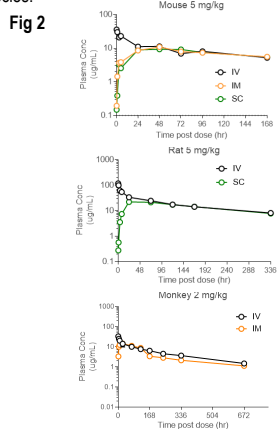 Fig 2
Mouse 5 mg/kg
Plasma Conc
(ug/mL)
100
10
1
0.1
IV
IM
SC
0 24 48 72 96 120 144 168
Time post dose (hr)
Rat 5 mg/kg
Plasma Conc
(ug/mL)
1000
100
10
1
0.1
IV
SC
0 48 96 144 192 240 288 336
Time post dose (hr)
Monkey 2 mg/kg
Plasma Conc
(ug/mL)
1000
100
10
1
0.1
0.01
IV
IM
0 168 336 504 672
Time post dose (hr)